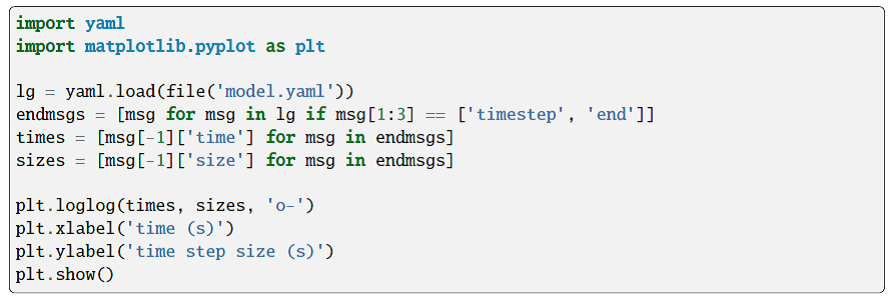 import yaml
import matplotlib.pyplot as plt

lg = yaml.load(file('model.yaml'))
endmsgs = [msg for msg in lg if msg[1:3] == ['timestep', 'end']]
times = [msg[-1]['time'] for msg in endmsgs]
sizes = [msg[-1]['size'] for msg in endmsgs]

plt.loglog(times, sizes, 'o-')
plt.xlabel('time (s)')
plt.ylabel('time step size (s)')
plt.show()